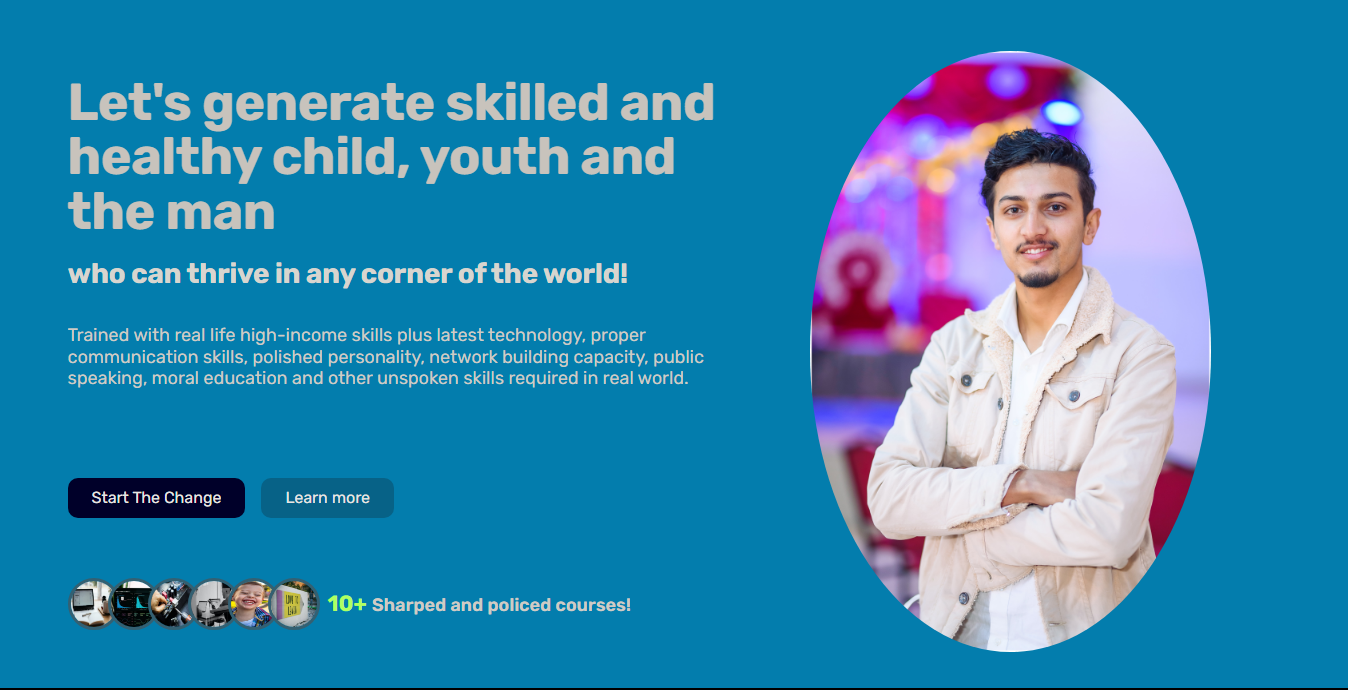 Let's generate skilled and
healthy child, youth and
the man
who can thrive in any corner of the world!
Trained with real life high-income skills plus latest technology, proper
communication skills, polished personality, network building capacity, public
speaking, moral education and other unspoken skills required in real world.
Start The Change
Learn more
10+ Sharped and policed courses!